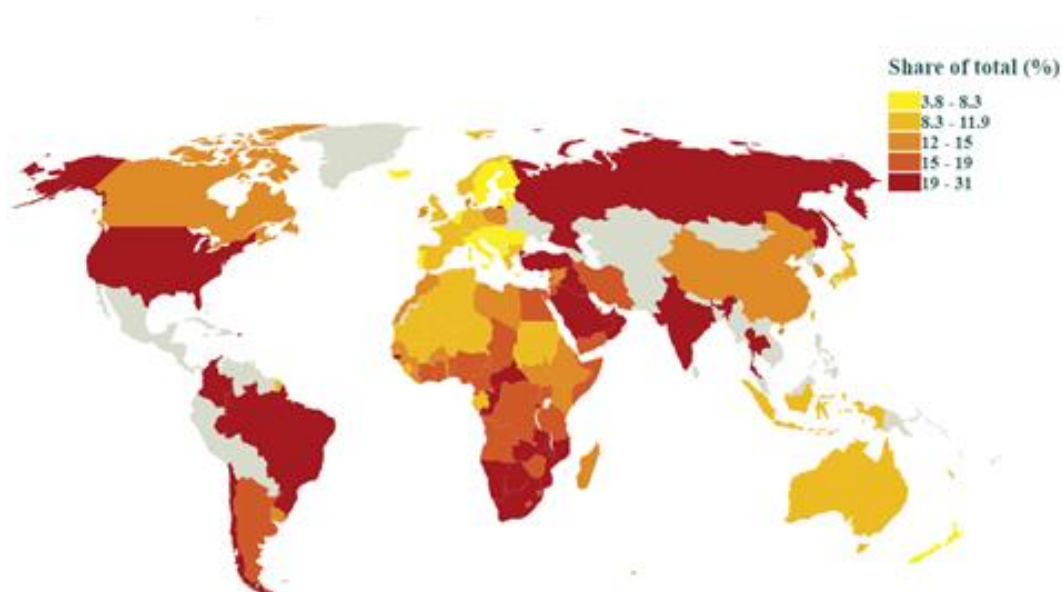 Share of total (%)
3.8 - 8.3
8.3 - 11.9
12 - 15
15 - 19
19 - 31